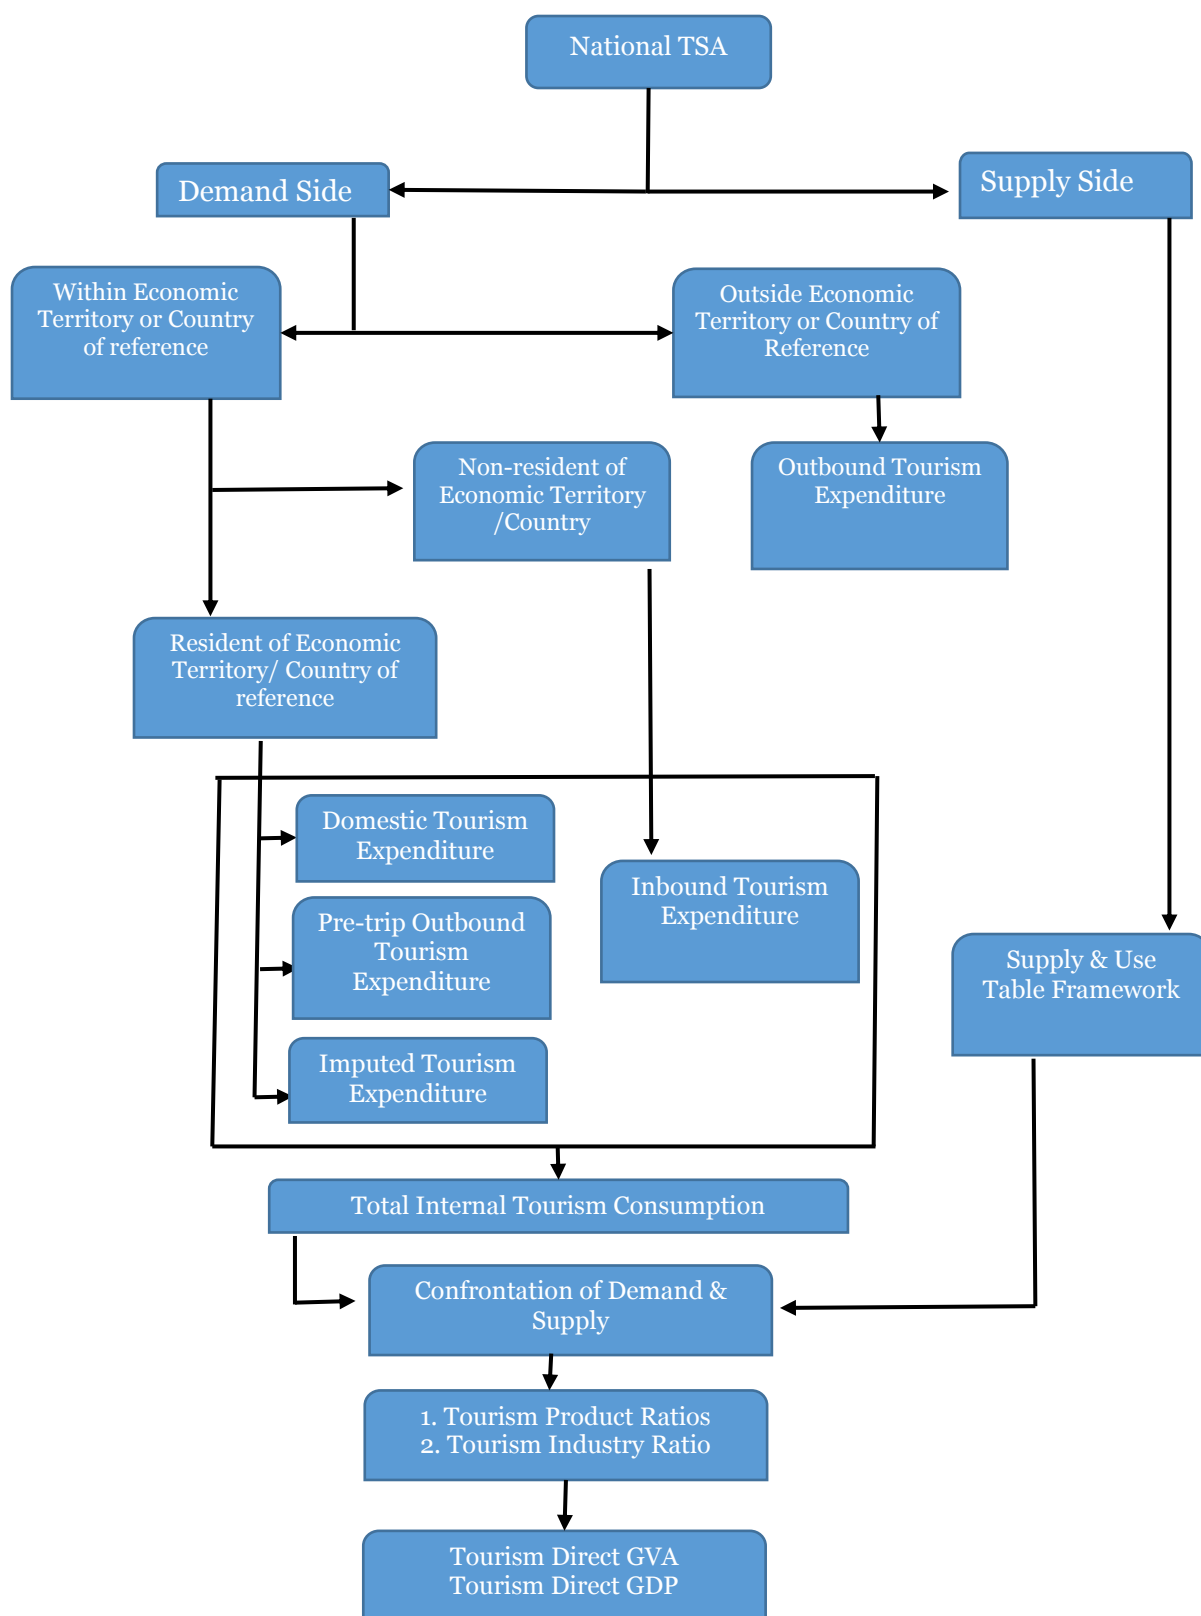 National TSA
Demand Side
Supply Side
Within Economic
Territory or Country
of reference
Outside Economic
Territory or Country of
Reference
Non-resident of
Economic Territory
/Country
Outbound Tourism
Expenditure
Resident of Economic
Territory/ Country of
reference
Domestic Tourism
Expenditure
Inbound Tourism
Expenditure
Pre-trip Outbound
Tourism
Expenditure
Supply & Use
Table Framework
Imputed Tourism
Expenditure
Total Internal Tourism Consumption
Confrontation of Demand &
Supply
1. Tourism Product Ratios
2. Tourism Industry Ratio
Tourism Direct GVA
Tourism Direct GDP